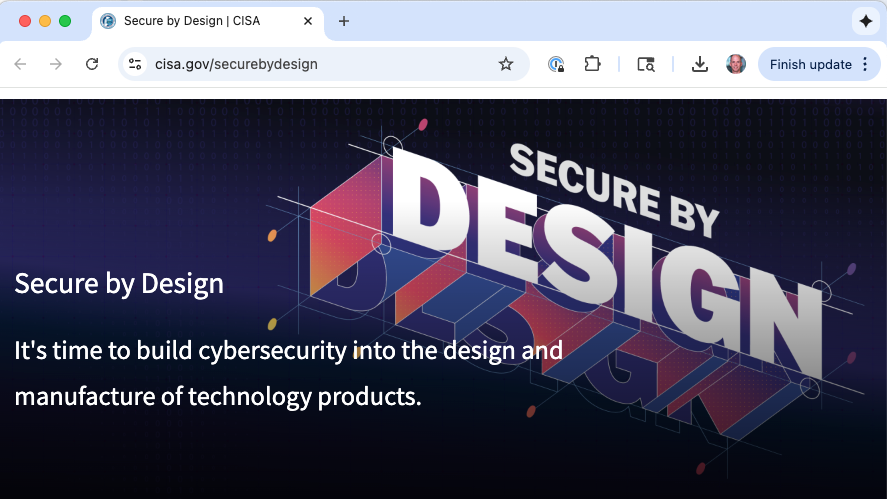 Secure by Design | CISA
cisa.gov/securebydesign
Finish update
SECURE BY
DESIGN
Secure by Design
It's time to build cybersecurity into the design and
manufacture of technology products.